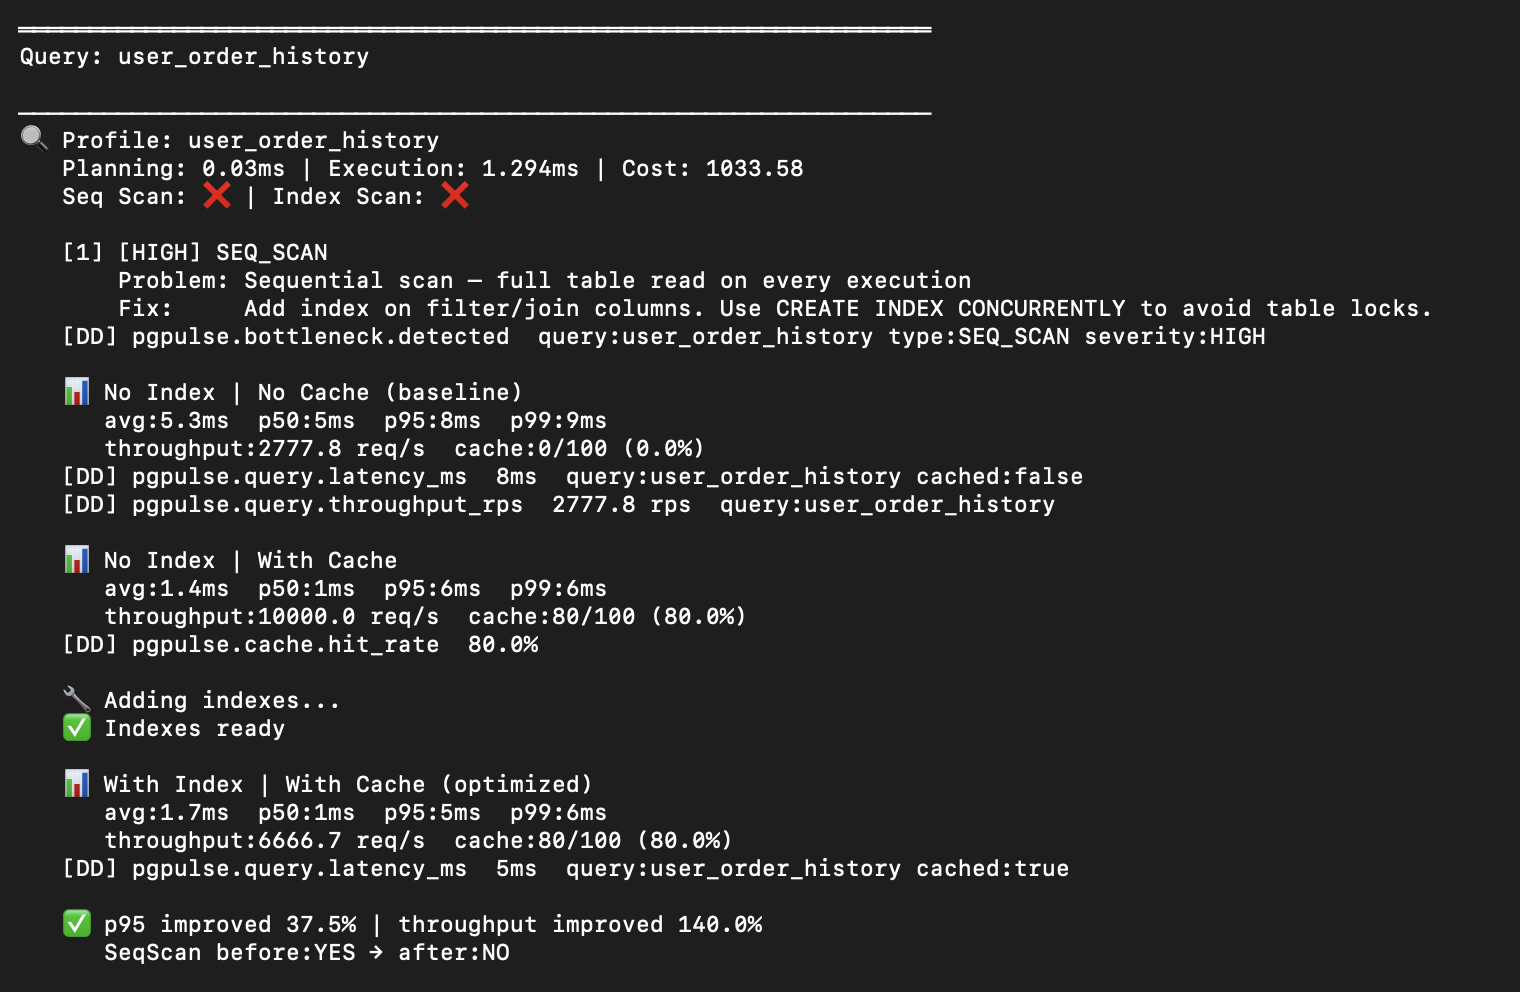 Query: user_order_history
🔍 Profile: user_order_history
Planning: 0.03ms | Execution: 1.294ms | Cost: 1033.58
Seq Scan: ❌ | Index Scan: ❌
[1] [HIGH] SEQ_SCAN
Problem: Sequential scan — full table read on every execution
Fix: Add index on filter/join columns. Use CREATE INDEX CONCURRENTLY to avoid table locks.
[DD] pgpulse.bottleneck.detected query:user_order_history type:SEQ_SCAN severity:HIGH
📊 No Index | No Cache (baseline)
avg:5.3ms p50:5ms p95:8ms p99:9ms
throughput:2777.8 req/s cache:0/100 (0.0%)
[DD] pgpulse.query.latency_ms 8ms query:user_order_history cached:false
[DD] pgpulse.query.throughput_rps 2777.8 rps query:user_order_history
📊 No Index | With Cache
avg:1.4ms p50:1ms p95:6ms p99:6ms
throughput:10000.0 req/s cache:80/100 (80.0%)
[DD] pgpulse.cache.hit_rate 80.0%
🔧 Adding indexes...
✅ Indexes ready
📊 With Index | With Cache (optimized)
avg:1.7ms p50:1ms p95:5ms p99:6ms
throughput:6666.7 req/s cache:80/100 (80.0%)
[DD] pgpulse.query.latency_ms 5ms query:user_order_history cached:true
✅ p95 improved 37.5% | throughput improved 140.0%
SeqScan before:YES → after:NO